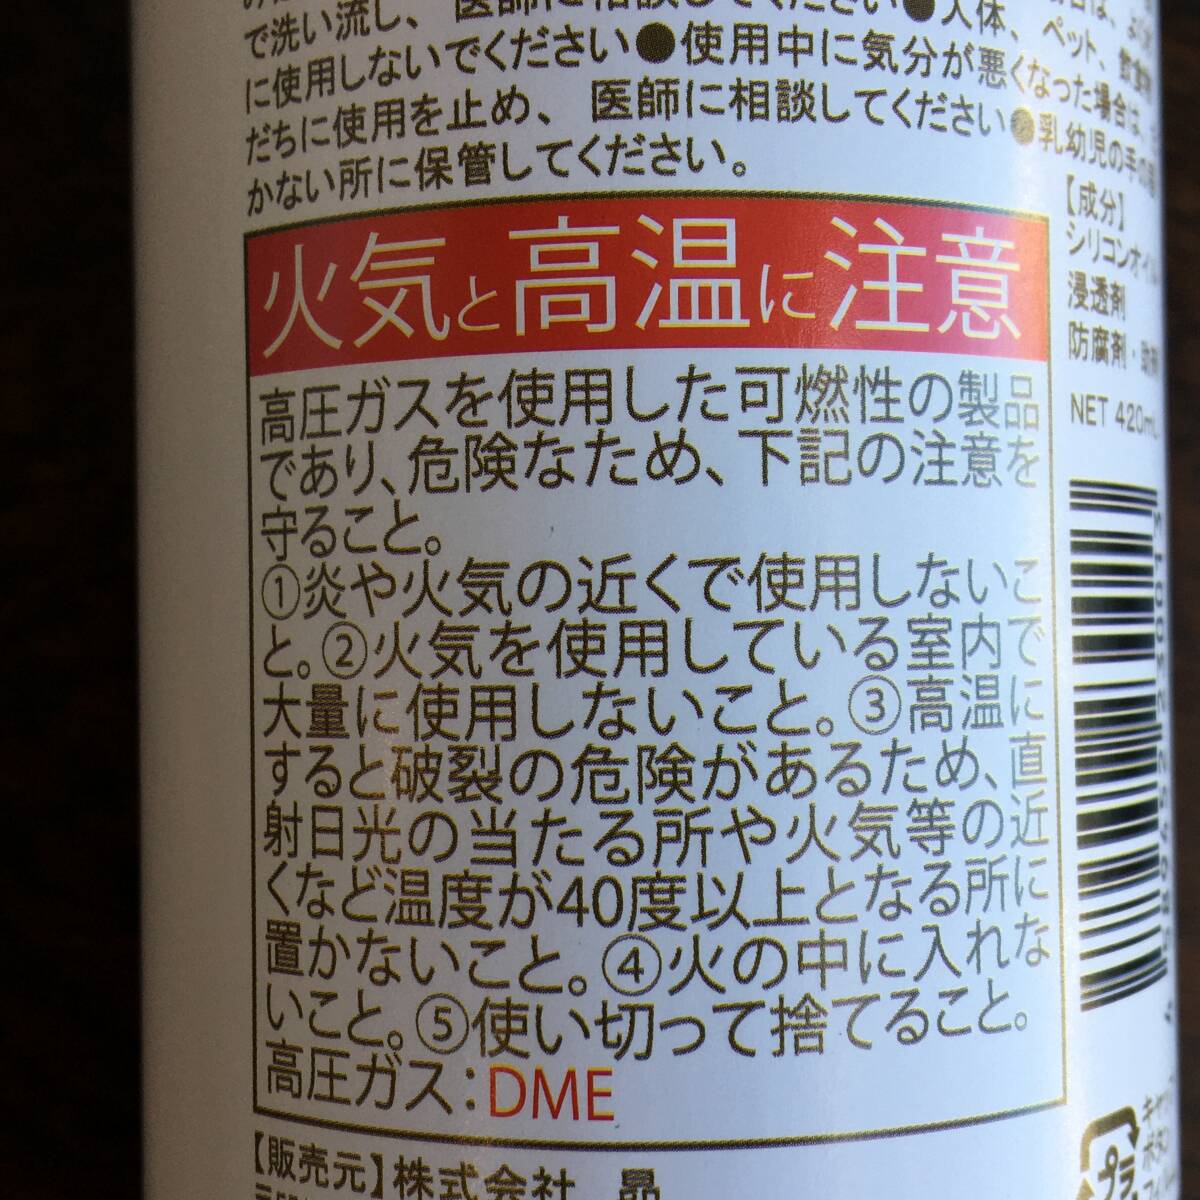 で洗い流し、医師に相談してください●人体、ペット、
に使用しないでください●使用中に気分が悪くなった場合は、
だちに使用を止め、医師に相談してください●乳幼児の手の
かない所に保管してください。
火気と高温に注意
高圧ガスを使用した可燃性の製品
であり、危険なため、下記の注意を
守ること。
①炎や火気の近くで使用しないこ
と。②火気を使用している室内で
大量に使用しないこと。③高温に
すると破裂の危険があるため、直
射日光の当たる所や火気等の近
くなど温度が40度以上となる所に
置かないこと。④火の中に入れな
いこと。⑤使い切って捨てること。
高圧ガス：DME
【販売元】株式会社
【成分】
シリコンオイル
浸透剤
防腐剤・
NET 420mL
プラ